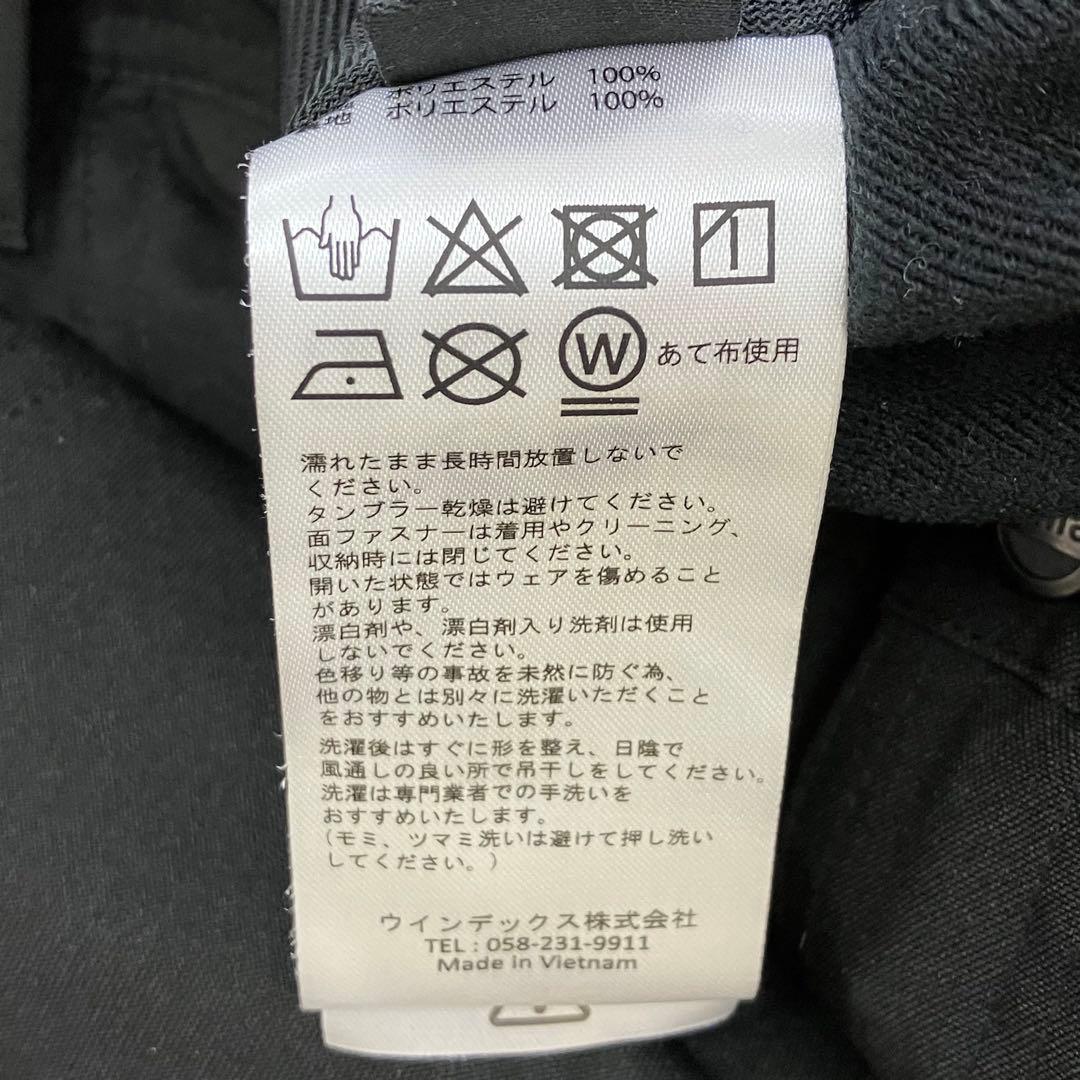 ポリエステル 100%
地 ポリエステル 100%
W あて布使用
濡れたまま長時間放置しないで
ください。
タンブラー乾燥は避けてください。
面ファスナーは着用やクリーニング、
収納時には閉じてください。
開いた状態ではウェアを傷めること
があります。
漂白剤や、漂白剤入り洗剤は使用
しないでください。
色移り等の事故を未然に防ぐ為、
他の物とは別々に洗濯いただくこと
をおすすめいたします。
洗濯後はすぐに形を整え、日陰で
風通しの良い所で吊干しをしてください。
洗濯は専門業者での手洗いを
おすすめいたします。
（モミ、ツマミ洗いは避けて押し洗い
してください。）
ウインデックス株式会社
TEL : 058-231-9911
Made in Vietnam